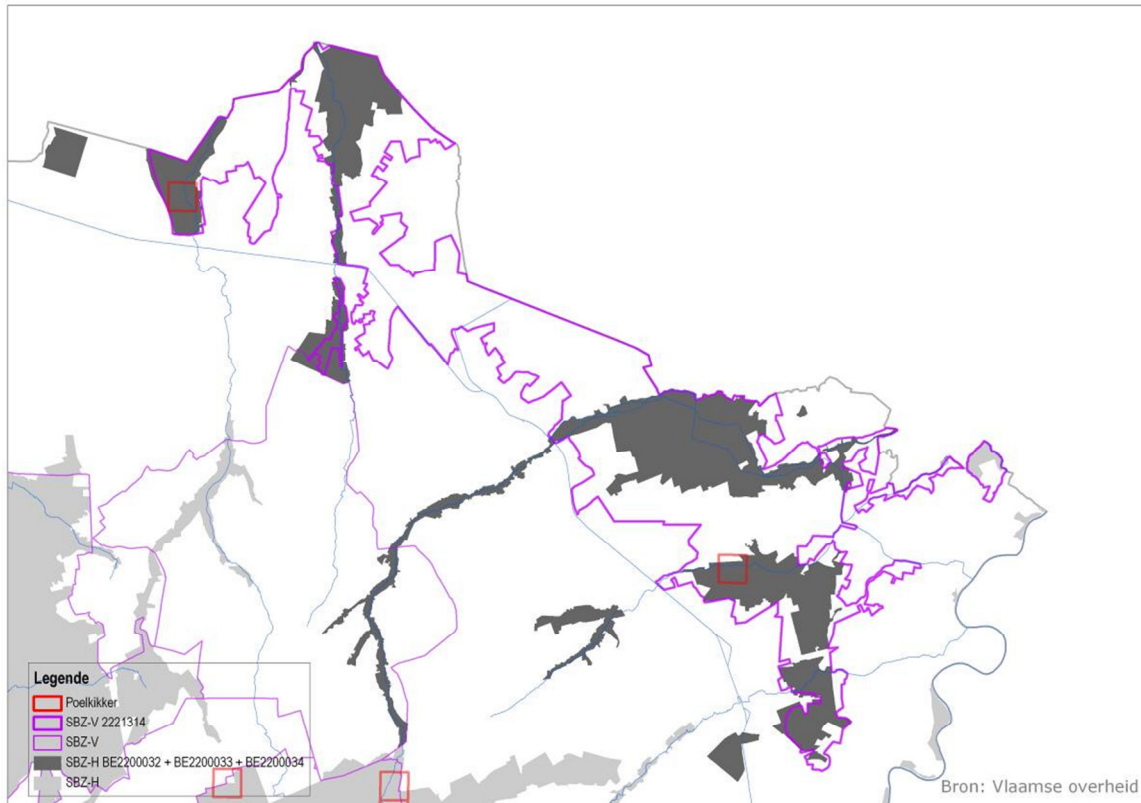 Legende
Poelkikker
SBZ-V 2221314
SBZ-V
SBZ-H BE2200032 + BE2200033 + BE2200034
SBZ-H
Bron: Vlaamse overheid